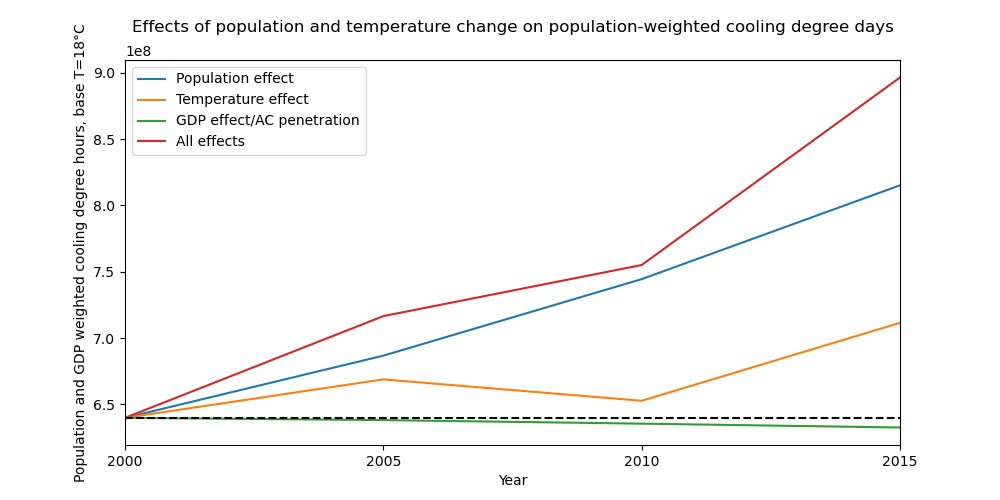 Effects of population and temperature change on population-weighted cooling degree days
1e8
Population and GDP weighted cooling degree hours, base T=18°C
9.0
8.5
8.0
7.5
7.0
6.5
Population effect
Temperature effect
GDP effect/AC penetration
All effects
2000
2005
2010
2015
Year